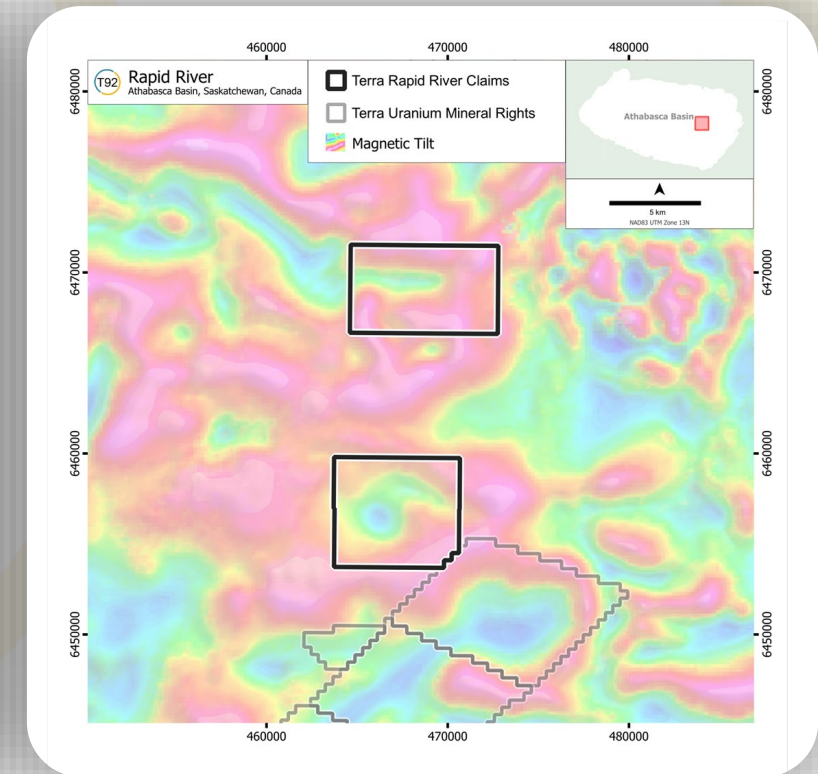 460000 470000 480000
T92 Rapid River
Athabasca Basin, Saskatchewan, Canada
Terra Rapid River Claims
Terra Uranium Mineral Rights
Magnetic Tilt
Athabasca Basin
5 km
NAD83 UTM Zone 13N
6480000 6480000
6470000 6470000
6460000 6460000
6450000 6450000
460000 470000 480000